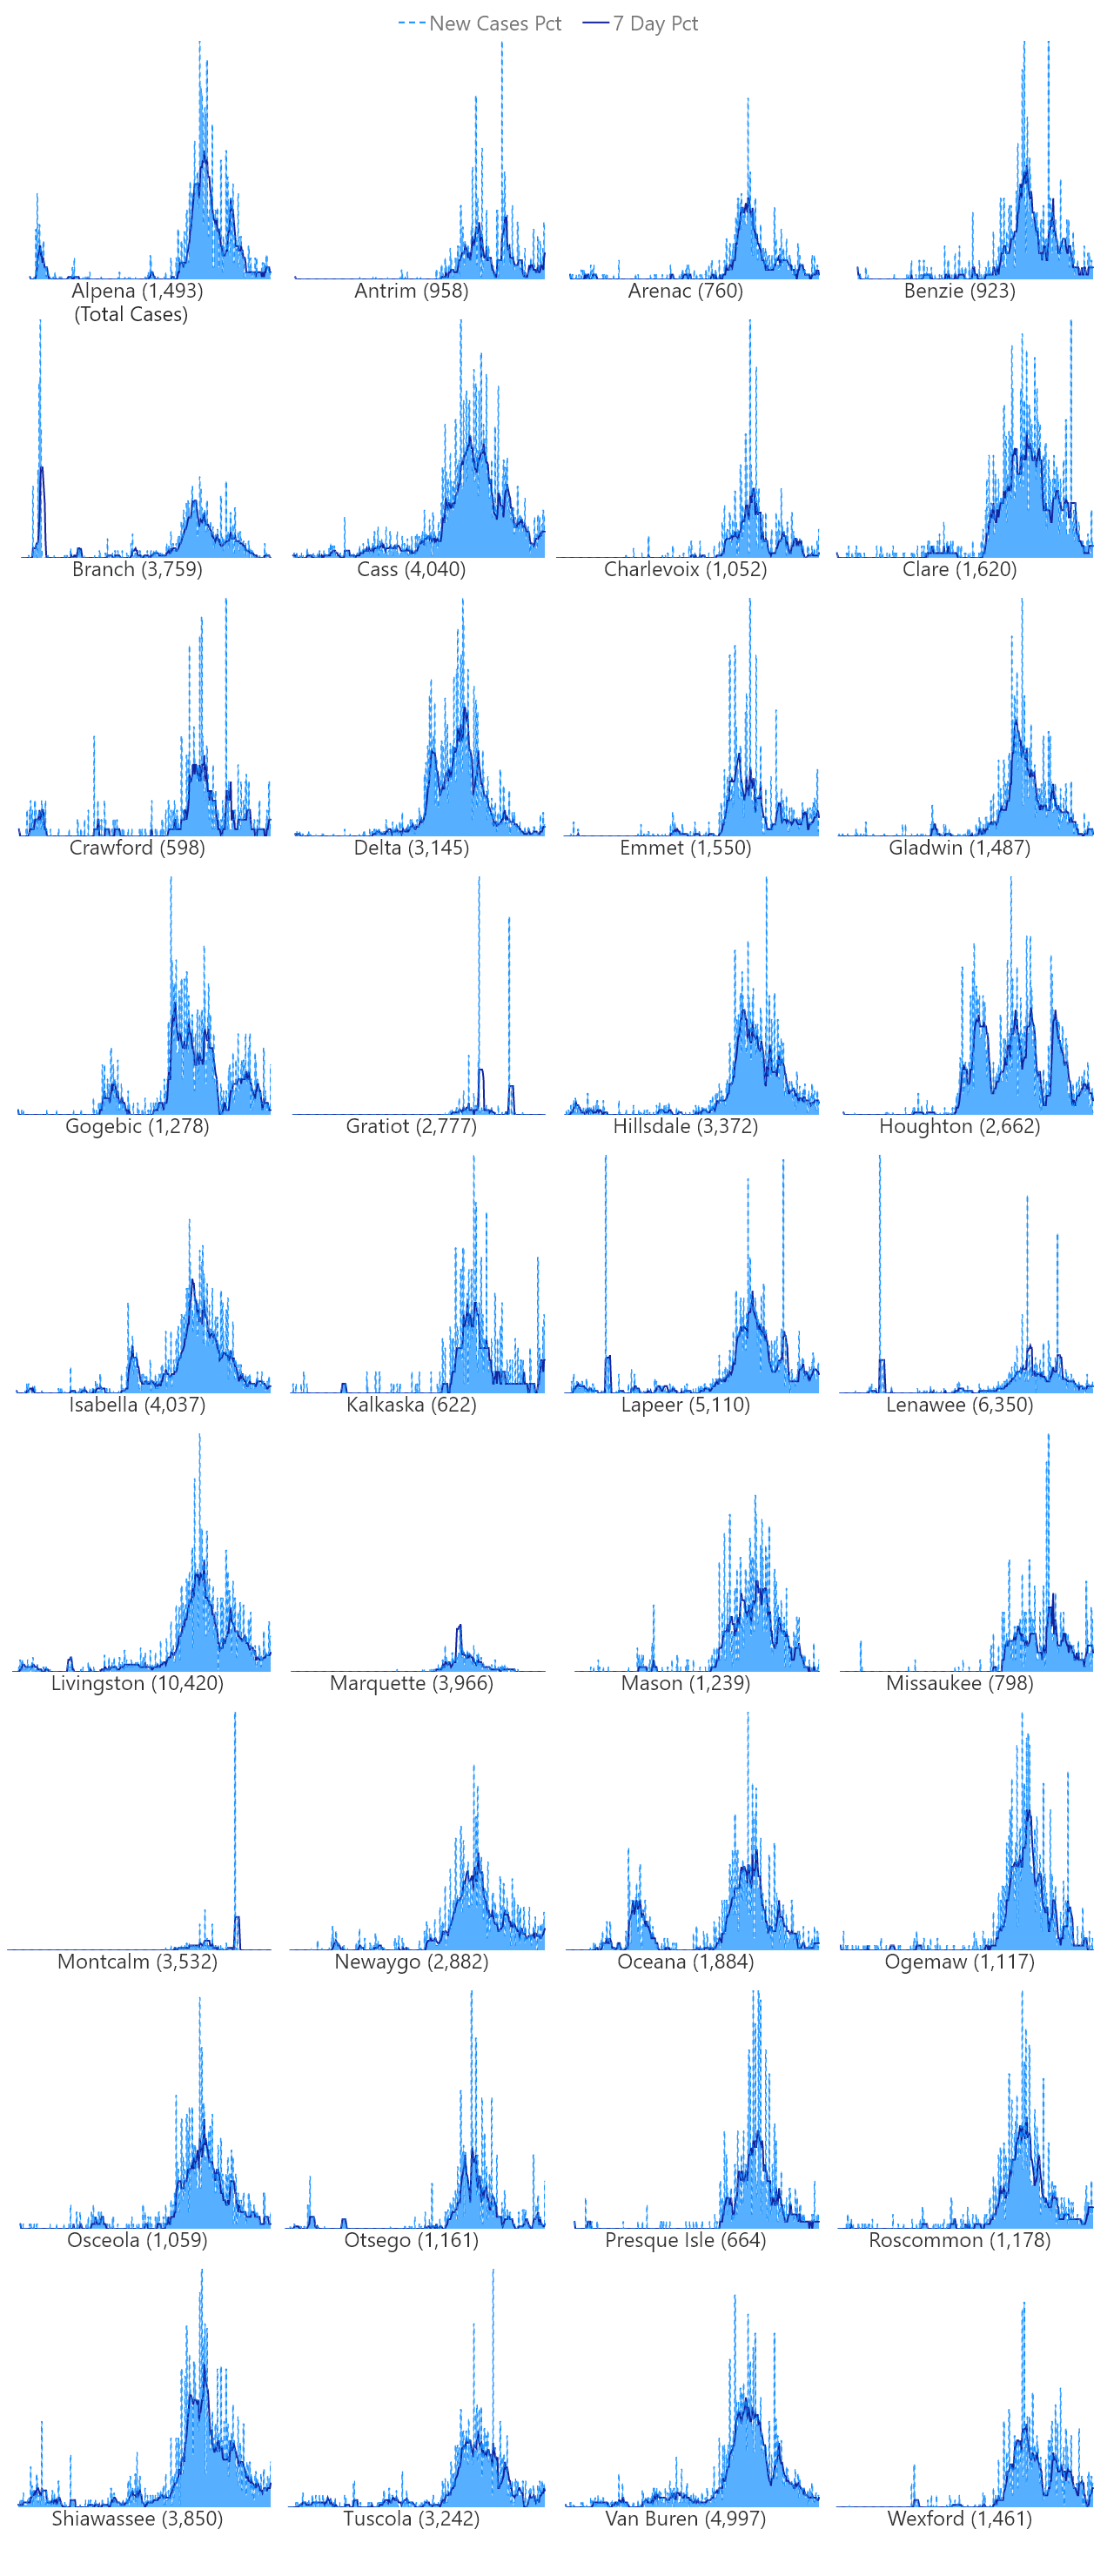 New Cases Pct 7 Day Pct
Alpena (1,493) Antrim (958) Arenac (760) Benzie (923)
(Total Cases)
Branch (3,759) Cass (4,040) Charlevoix (1,052) Clare (1,620)
Crawford (598) Delta (3,145) Emmet (1,550) Gladwin (1,487)
Gogebic (1,278) Gratiot (2,777) Hillsdale (3,372) Houghton (2,662)
Isabella (4,037) Kalkaska (622) Lapeer (5,110) Lenawee (6,350)
Livingston (10,420) Marquette (3,966) Mason (1,239) Missaukee (798)
Montcalm (3,532) Newaygo (2,882) Oceana (1,884) Ogemaw (1,117)
Osceola (1,059) Otsego (1,161) Presque Isle (664) Roscommon (1,178)
Shiawassee (3,850) Tuscola (3,242) Van Buren (4,997) Wexford (1,461)